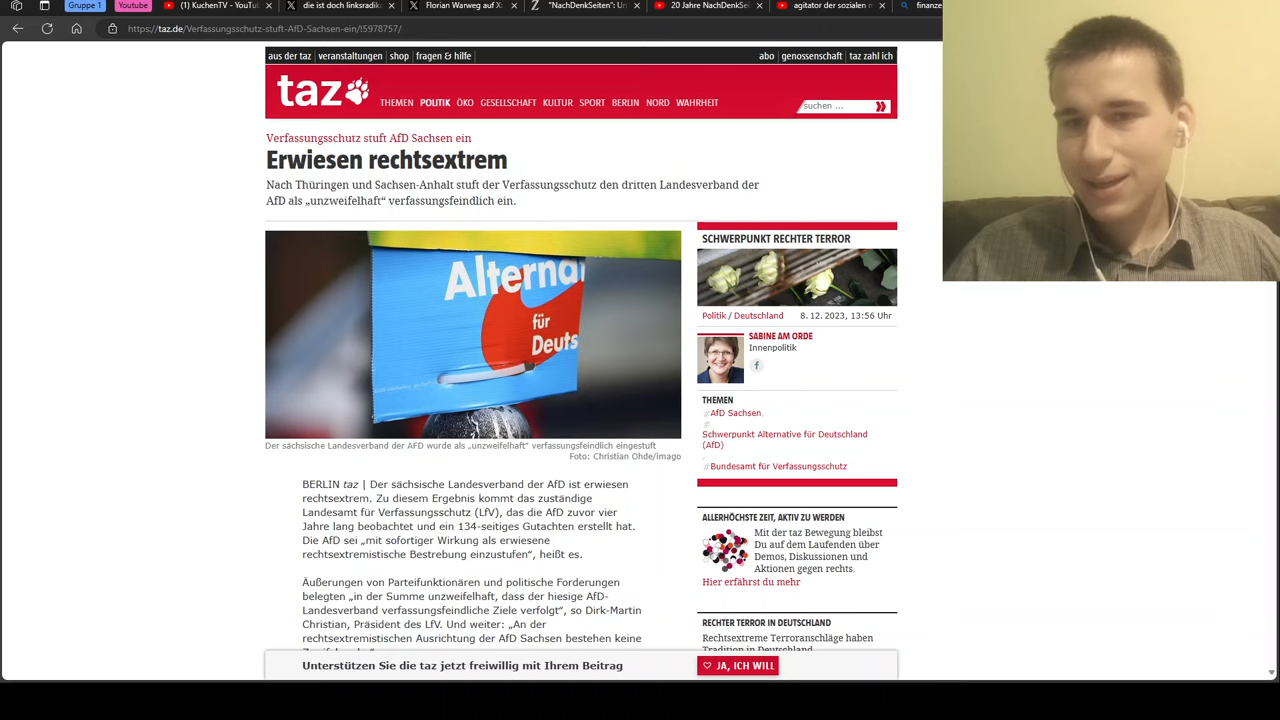 Gruppe 1
Youtube
(1) KuchenTV - YouTu
die ist doch linksradika
Florian Warweg auf X:
"NachDenkSeiten": Un
20 Jahre NachDenkSei
agitator der sozialen m
finanze
https://taz.de/Verfassungsschutz-stuft-AfD-Sachsen-ein/!5978757/
aus der taz | veranstaltungen | shop | fragen & hilfe
abo | genossenschaft | taz zahl ich
taz
THEMEN POLITIK ÖKO GESELLSCHAFT KULTUR SPORT BERLIN NORD WAHRHEIT
suchen …
Verfassungsschutz stuft AfD Sachsen ein
Erwiesen rechtsextrem
Nach Thüringen und Sachsen-Anhalt stuft der Verfassungsschutz den dritten Landesverband der
AfD als „unzweifelhaft“ verfassungsfeindlich ein.
Alterna
für
Deuts
Der sächsische Landesverband der AFD wurde als „unzweifelhaft“ verfassungsfeindlich eingestuft
Foto: Christian Ohde/imago
BERLIN taz | Der sächsische Landesverband der AfD ist erwiesen
rechtsextrem. Zu diesem Ergebnis kommt das zuständige
Landesamt für Verfassungsschutz (LfV), das die AfD zuvor vier
Jahre lang beobachtet und ein 134-seitiges Gutachten erstellt hat.
Die AfD sei „mit sofortiger Wirkung als erwiesene
rechtsextremistische Bestrebung einzustufen“, heißt es.
Äußerungen von Parteifunktionären und politische Forderungen
belegten „in der Summe unzweifelhaft, dass der hiesige AfD-
Landesverband verfassungsfeindliche Ziele verfolgt“, so Dirk-Martin
Christian, Präsident des LfV. Und weiter: „An der
rechtsextremistischen Ausrichtung der AfD Sachsen bestehen keine
SCHWERPUNKT RECHTER TERROR
Politik / Deutschland
8. 12. 2023, 13:56 Uhr
SABINE AM ORDE
Innenpolitik
THEMEN
#AfD Sachsen,
#
Schwerpunkt Alternative für Deutschland
(AfD)
,
#Bundesamt für Verfassungsschutz
ALLERHÖCHSTE ZEIT, AKTIV ZU WERDEN
Mit der taz Bewegung bleibst
Du auf dem Laufenden über
Demos, Diskussionen und
Aktionen gegen rechts.
Hier erfährst du mehr
RECHTER TERROR IN DEUTSCHLAND
Rechtsextreme Terroranschläge haben
Tradition in Deutschland.
Unterstützen Sie die taz jetzt freiwillig mit Ihrem Beitrag
JA, ICH WILL